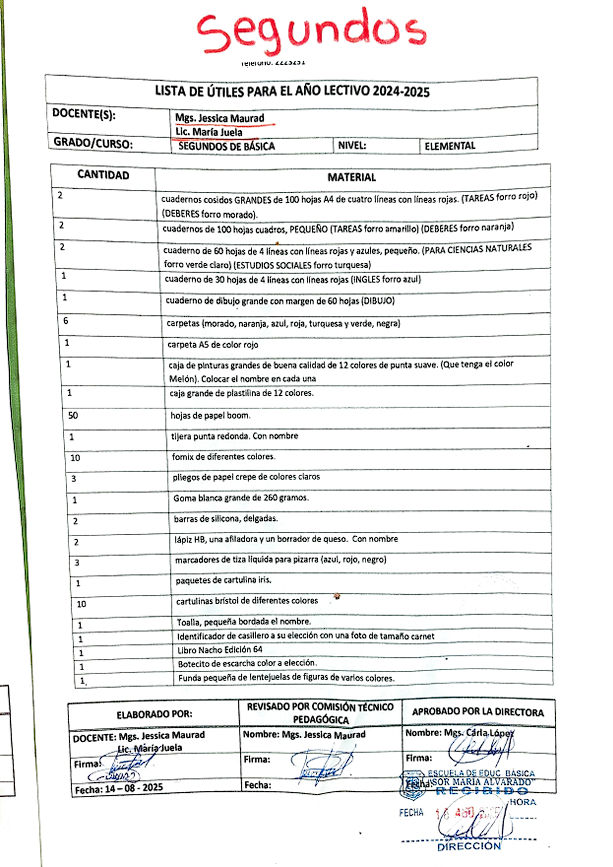 Segundos
Teléfono: 2223251
LISTA DE ÚTILES PARA EL AÑO LECTIVO 2024-2025
DOCENTE(S): Mgs. Jessica Maurad
Lic. María Juela
GRADO/CURSO: SEGUNDOS DE BÁSICA NIVEL: ELEMENTAL
CANTIDAD MATERIAL
2 cuadernos cosidos GRANDES de 100 hojas A4 de cuatro líneas con líneas rojas. (TAREAS forro rojo)
(DEBERES forro morado).
2 cuadernos de 100 hojas cuadros, PEQUEÑO (TAREAS forro amarillo) (DEBERES forro naranja)
2 cuaderno de 60 hojas de 4 líneas con líneas rojas y azules, pequeño. (PARA CIENCIAS NATURALES
forro verde claro) (ESTUDIOS SOCIALES forro turquesa)
1 cuaderno de 30 hojas de 4 líneas con líneas rojas (INGLES forro azul)
1 cuaderno de dibujo grande con margen de 60 hojas (DIBUJO)
6 carpetas (morado, naranja, azul, roja, turquesa y verde, negra)
1 carpeta A5 de color rojo
1 caja de pinturas grandes de buena calidad de 12 colores de punta suave. (Que tenga el color
Melón). Colocar el nombre en cada una
1 caja grande de plastilina de 12 colores.
50 hojas de papel boom.
1 tijera punta redonda. Con nombre
10 fomix de diferentes colores.
3 pliegos de papel crepe de colores claros
1 Goma blanca grande de 260 gramos.
2 barras de silicona, delgadas.
2 lápiz HB, una afiladora y un borrador de queso. Con nombre
3 marcadores de tiza líquida para pizarra (azul, rojo, negro)
1 paquetes de cartulina iris.
10 cartulinas brístol de diferentes colores
1 Toalla, pequeña bordada el nombre.
1 Identificador de casillero a su elección con una foto de tamaño carnet
1 Libro Nacho Edición 64
1 Botecito de escarcha color a elección.
1 Funda pequeña de lentejuelas de figuras de varios colores.
ELABORADO POR: REVISADO POR COMISIÓN TÉCNICO PEDAGÓGICA APROBADO POR LA DIRECTORA
DOCENTE: Mgs. Jessica Maurad Nombre: Mgs. Jessica Maurad Nombre: Mgs. Carla López
Lic. María Juela
Firma: Firma: Firma:
Fecha: 14 – 08 - 2025 Fecha: Fecha:
ESCUELA DE EDUC. BÁSICA
"SOR MARÍA ALVARADO"
RECIBIDO
HORA
FECHA
DIRECCIÓN